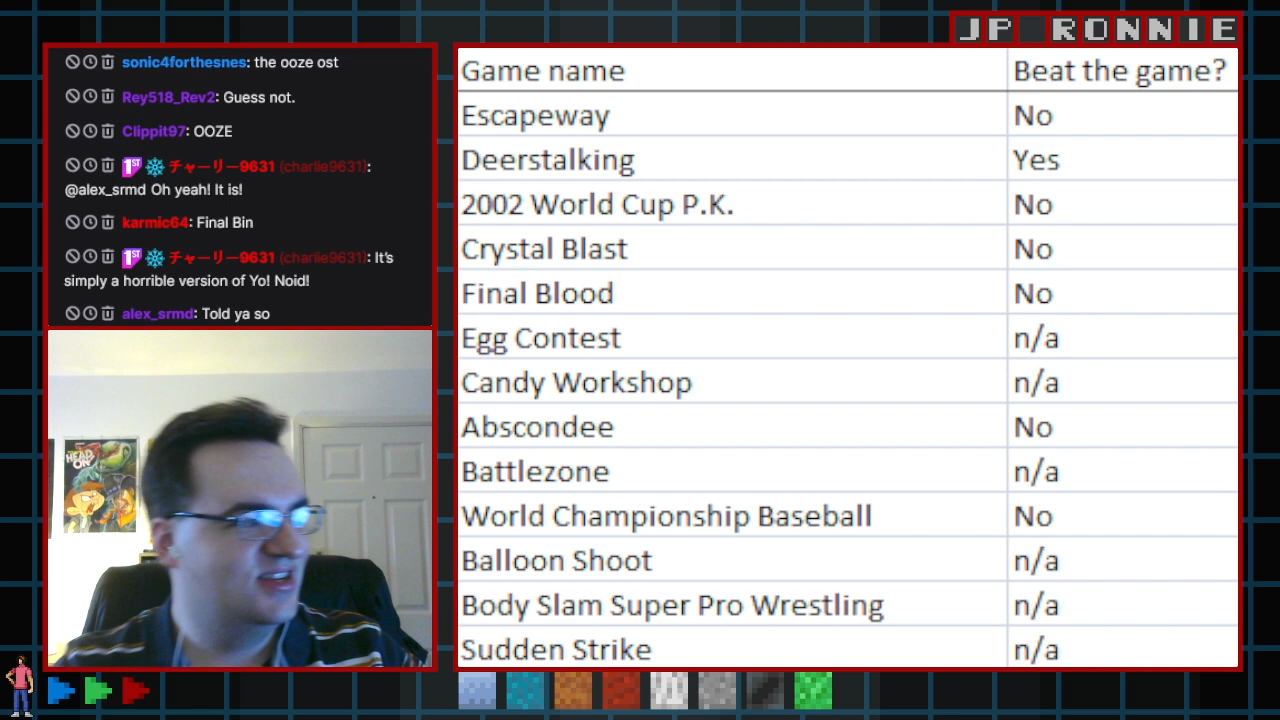 JP RONNIE
sonic4forthesnes: the ooze ost
Rey518_Rev2: Guess not.
Clippit97: OOZE
1ST チャーリー9631 (charlie9631):
@alex_srmd Oh yeah! It is!
karmic64: Final Bin
1ST チャーリー9631 (charlie9631): It's
simply a horrible version of Yo! Noid!
alex_srmd: Told ya so
HEAD
ON
Game name Beat the game?
Escapeway No
Deerstalking Yes
2002 World Cup P.K. No
Crystal Blast No
Final Blood No
Egg Contest n/a
Candy Workshop n/a
Abscondee No
Battlezone n/a
World Championship Baseball No
Balloon Shoot n/a
Body Slam Super Pro Wrestling n/a
Sudden Strike n/a